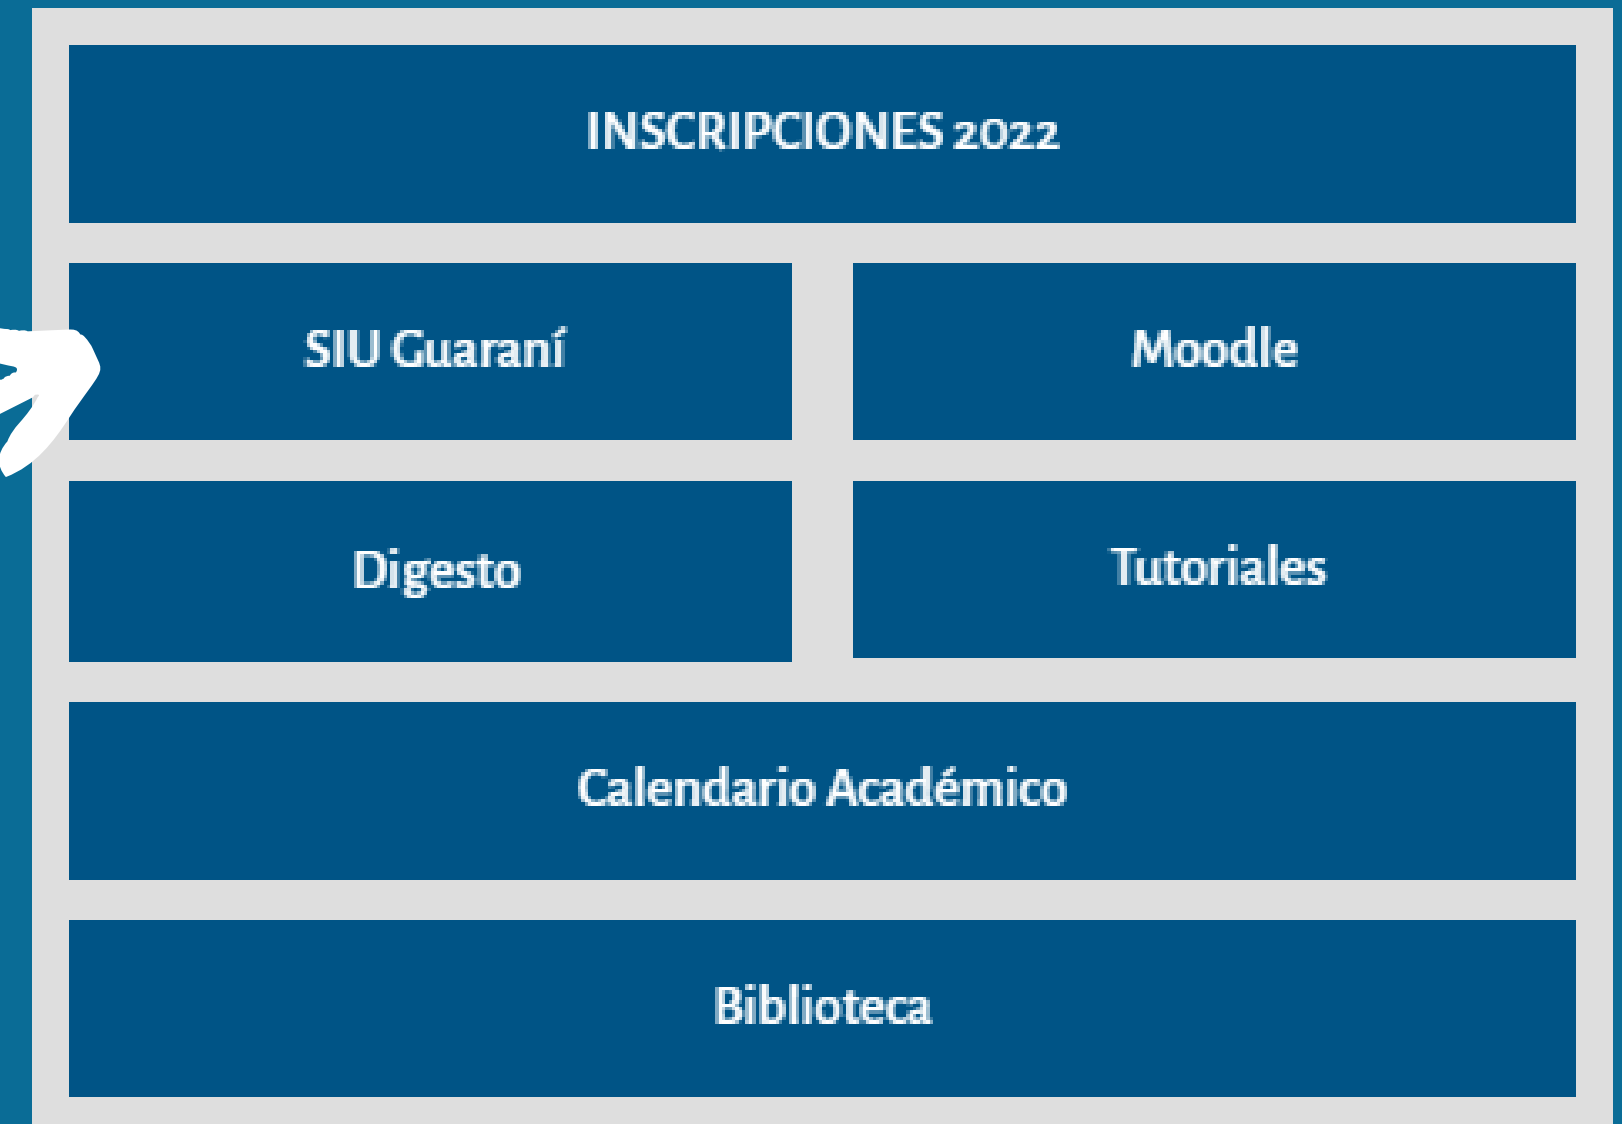 INSCRIPCIONES 2022
SIU Guaraní
Moodle
Digesto
Tutoriales
Calendario Académico
Biblioteca